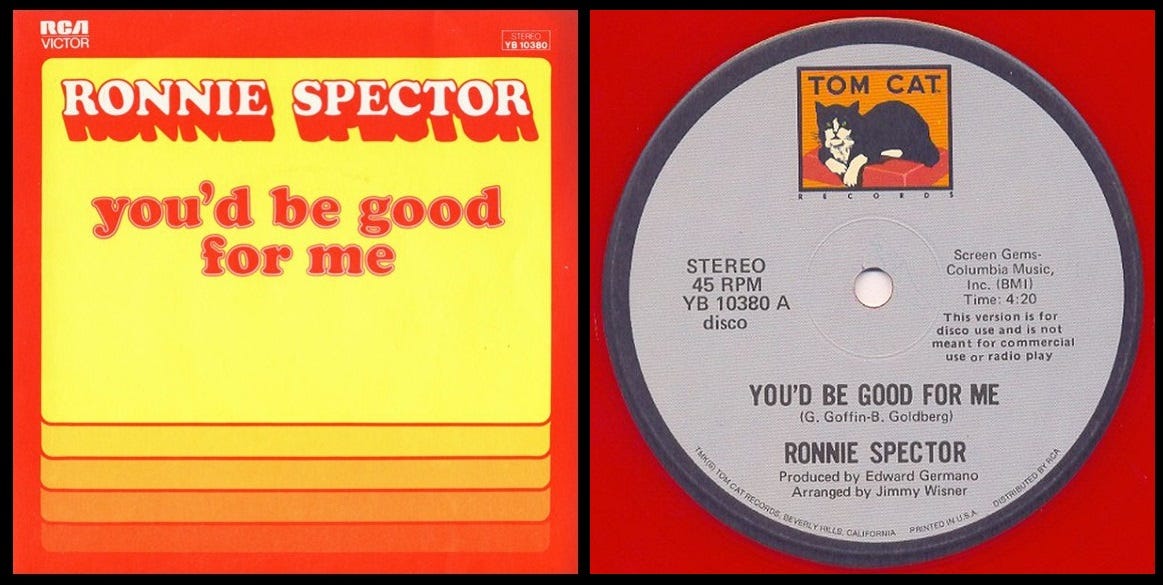 RCA
VICTOR
STEREO
YB 10380
RONNIE SPECTOR
you'd be good
for me
TOM CAT
RECORDS
STEREO
45 RPM
YB 10380 A
disco
Screen Gems-
Columbia Music,
Inc. (BMI)
Time: 4:20
This version is for
disco use and is not
meant for commercial
use or radio play
YOU'D BE GOOD FOR ME
(G. Goffin-B. Goldberg)
RONNIE SPECTOR
Produced by Edward Germano
Arranged by Jimmy Wisner
TMK(S) TOM CAT RECORDS, BEVERLY HILLS, CALIFORNIA PRINTED IN U.S.A. DISTRIBUTED BY RCA